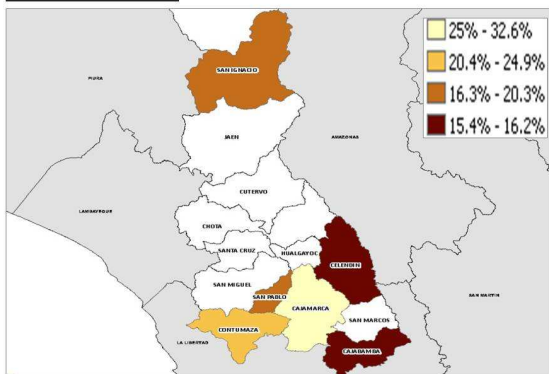 25% - 32.6%
20.4% - 24.9%
16.3% - 20.3%
15.4% - 16.2%
SAN IGNACIO
PIURA
JAEN
AMAZONAS
CUTERVO
LAMBAYEQUE
CHOTA
SANTA CRUZ
HUALGAYOC
CELENDIN
SAN MIGUEL
SAN PABLO
CAJAMARCA
SAN MARTIN
SAN MARCOS
CONTUMAZA
LA LIBERTAD
CAJABAMBA